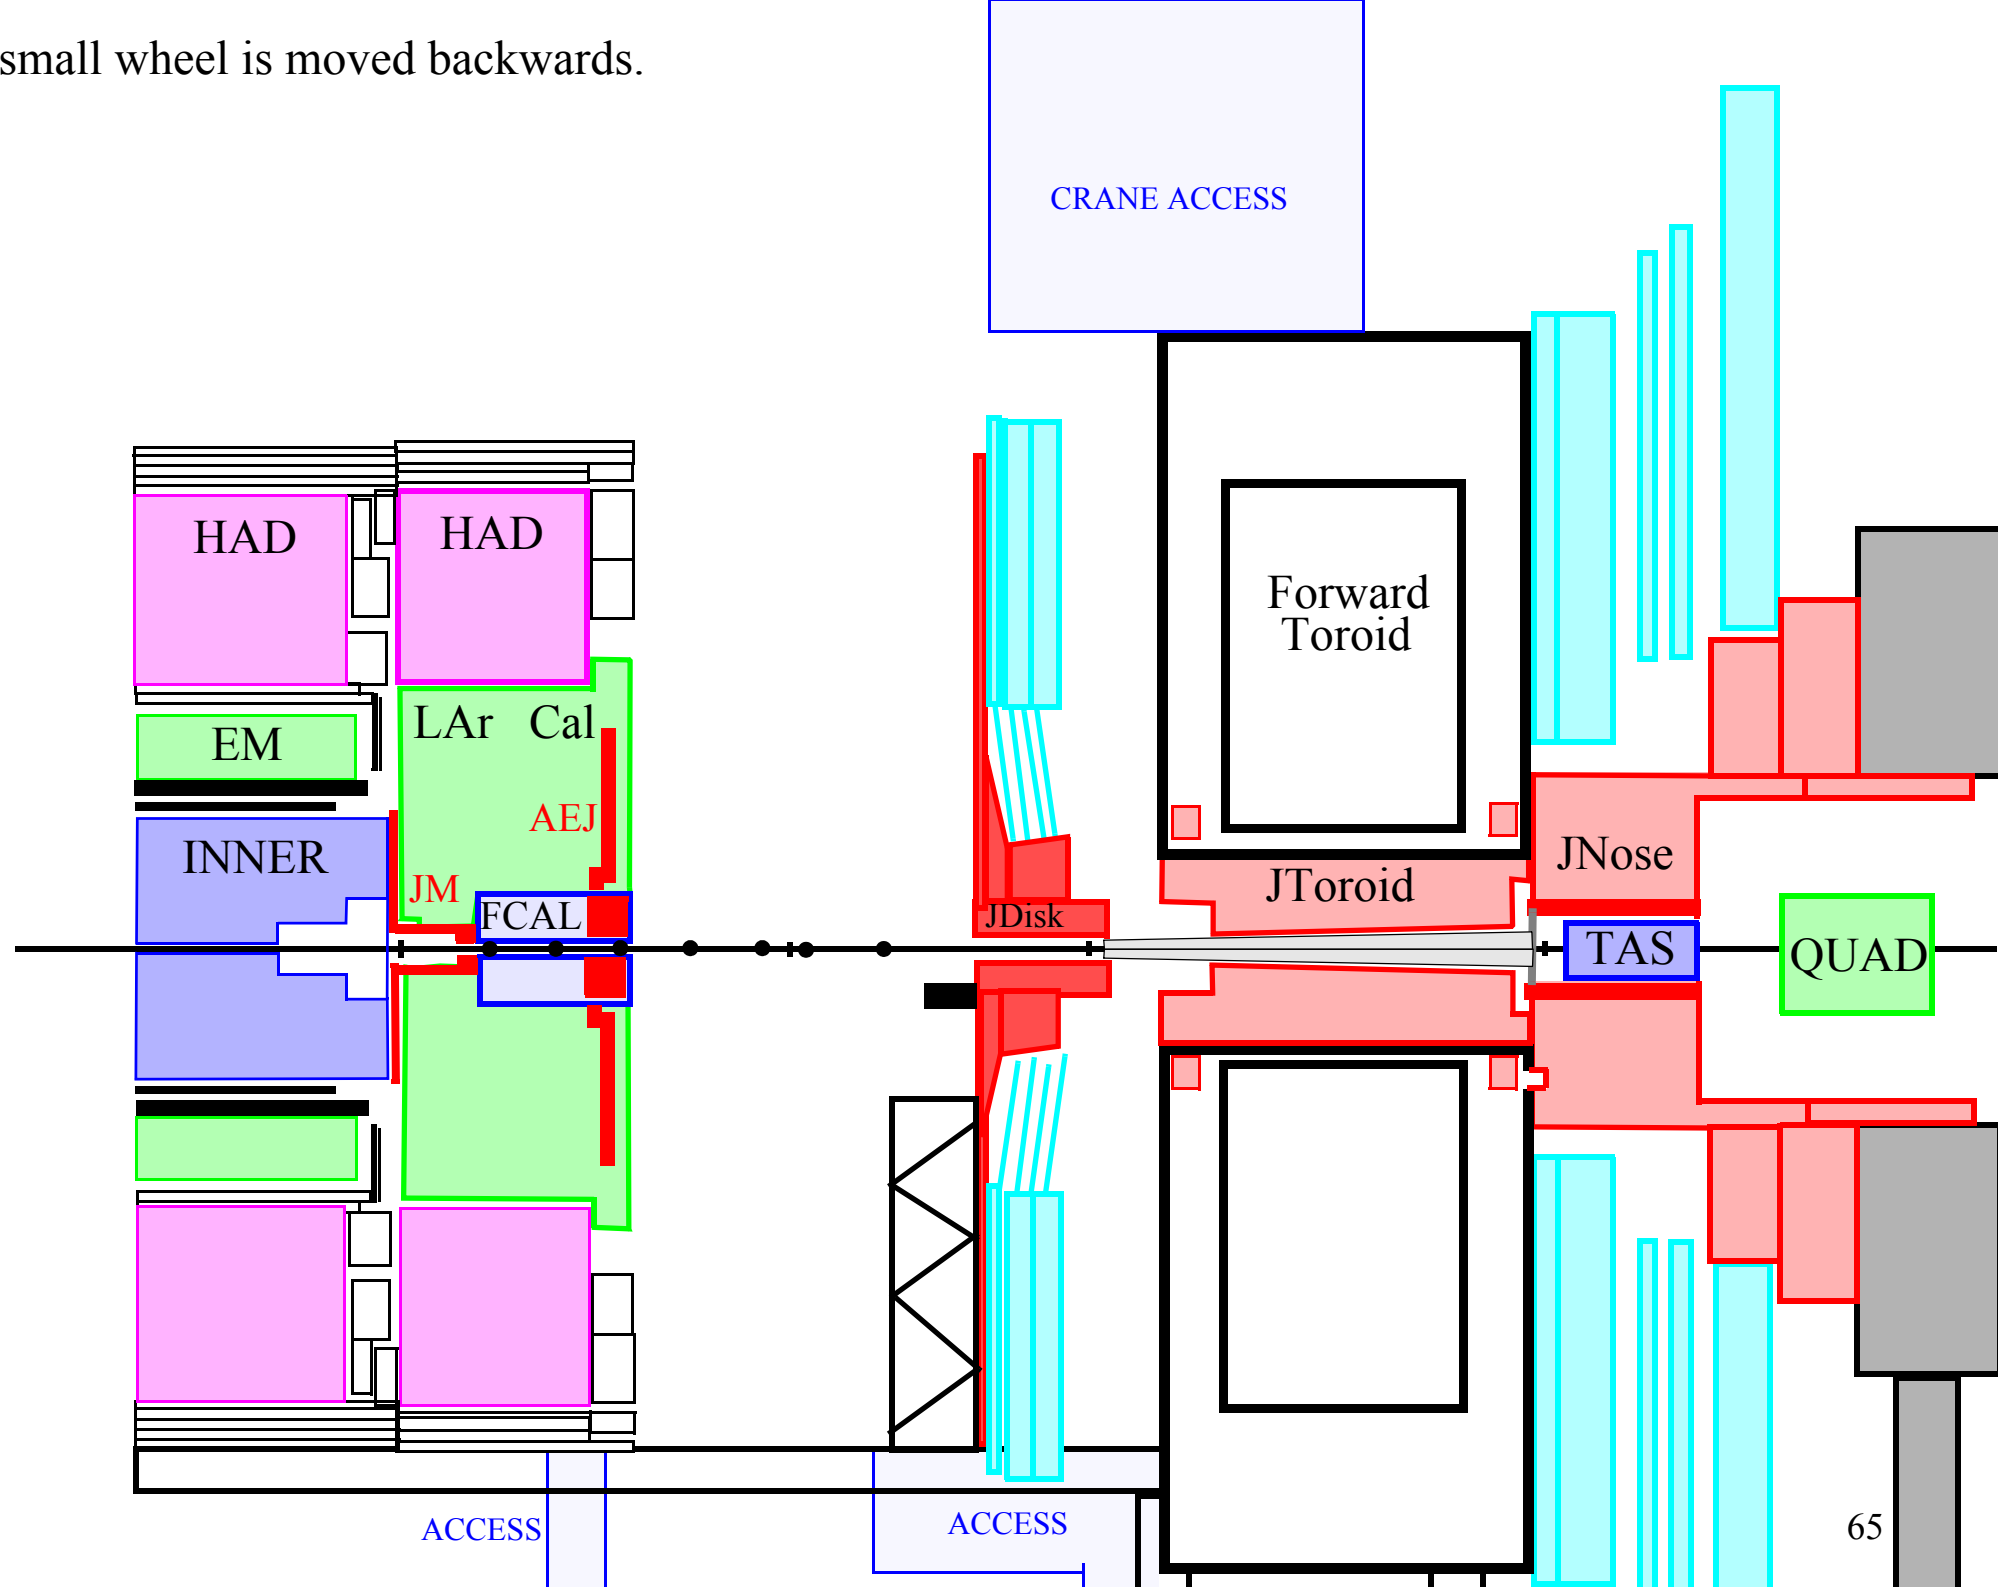 small wheel is moved backwards.
CRANE ACCESS
HAD
HAD
Forward
Toroid
LAr Cal
EM
AEJ
INNER
JM
JToroid
JNose
FCAL
JDisk
TAS
QUAD
ACCESS
ACCESS
65